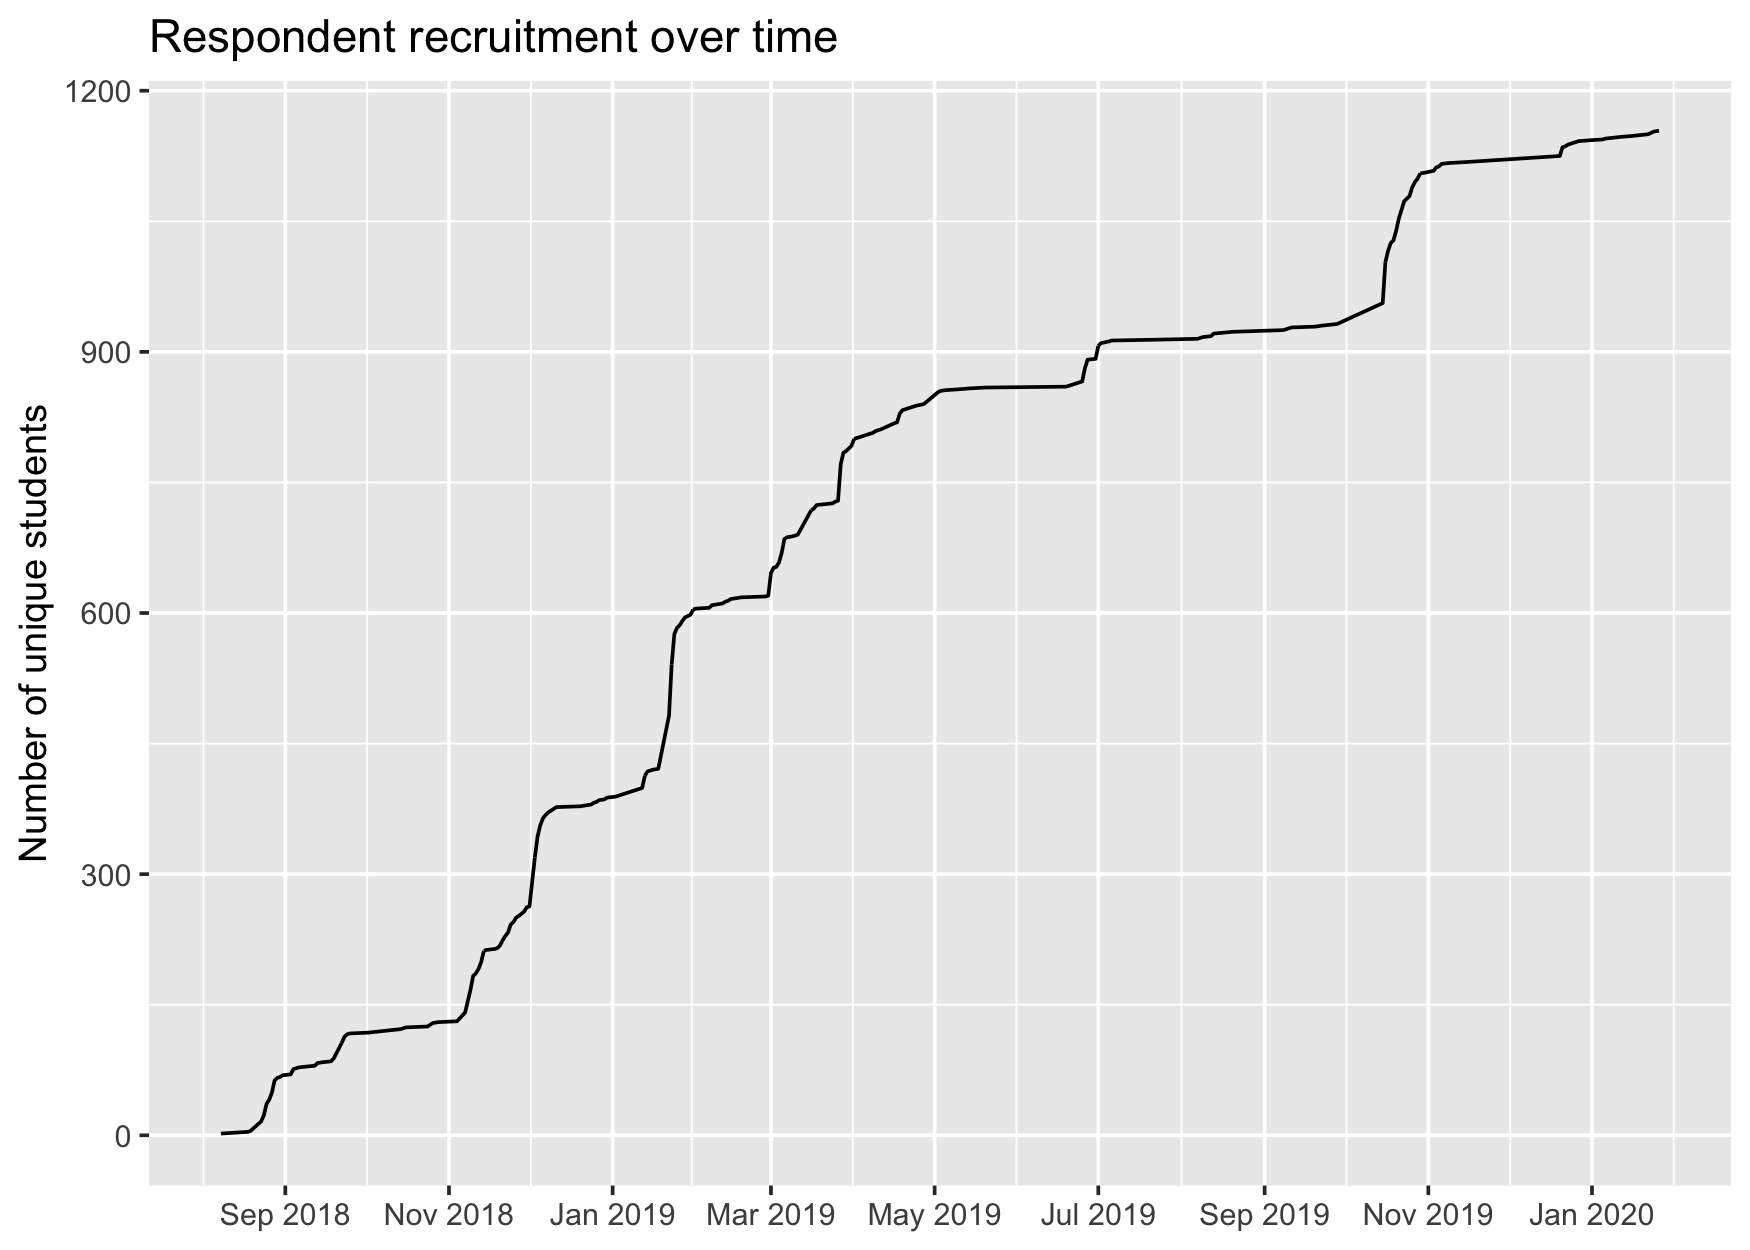 Respondent recruitment over time
Number of unique students
1200
900
600
300
0
Sep 2018 Nov 2018 Jan 2019 Mar 2019 May 2019 Jul 2019 Sep 2019 Nov 2019 Jan 2020